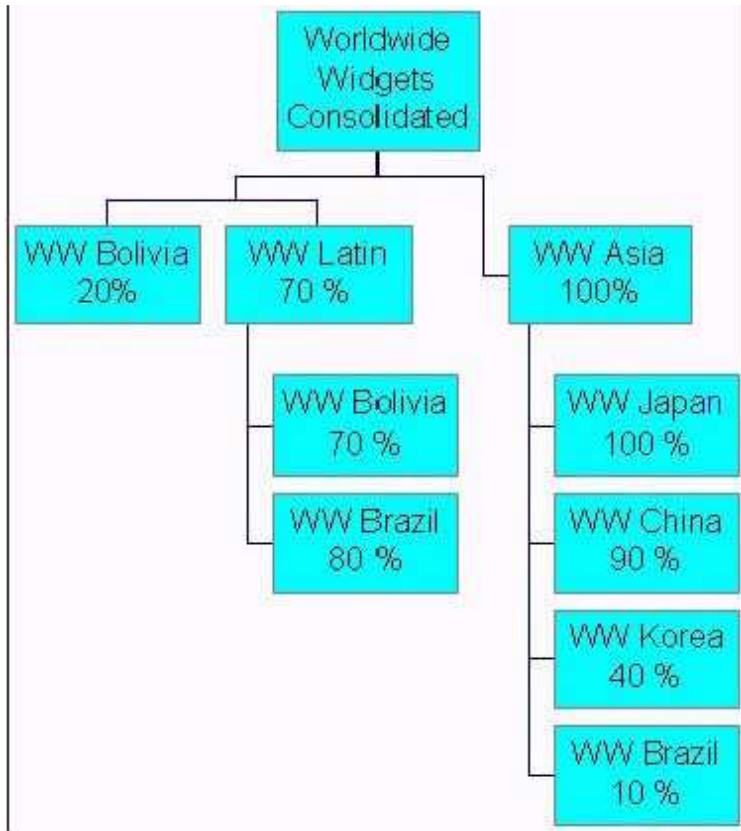 Worldwide
Widgets
Consolidated
WW Bolivia
20%
WW Latin
70 %
WW Asia
100%
WW Bolivia
70 %
WW Brazil
80 %
WW Japan
100 %
WW China
90 %
WW Korea
40 %
WW Brazil
10 %